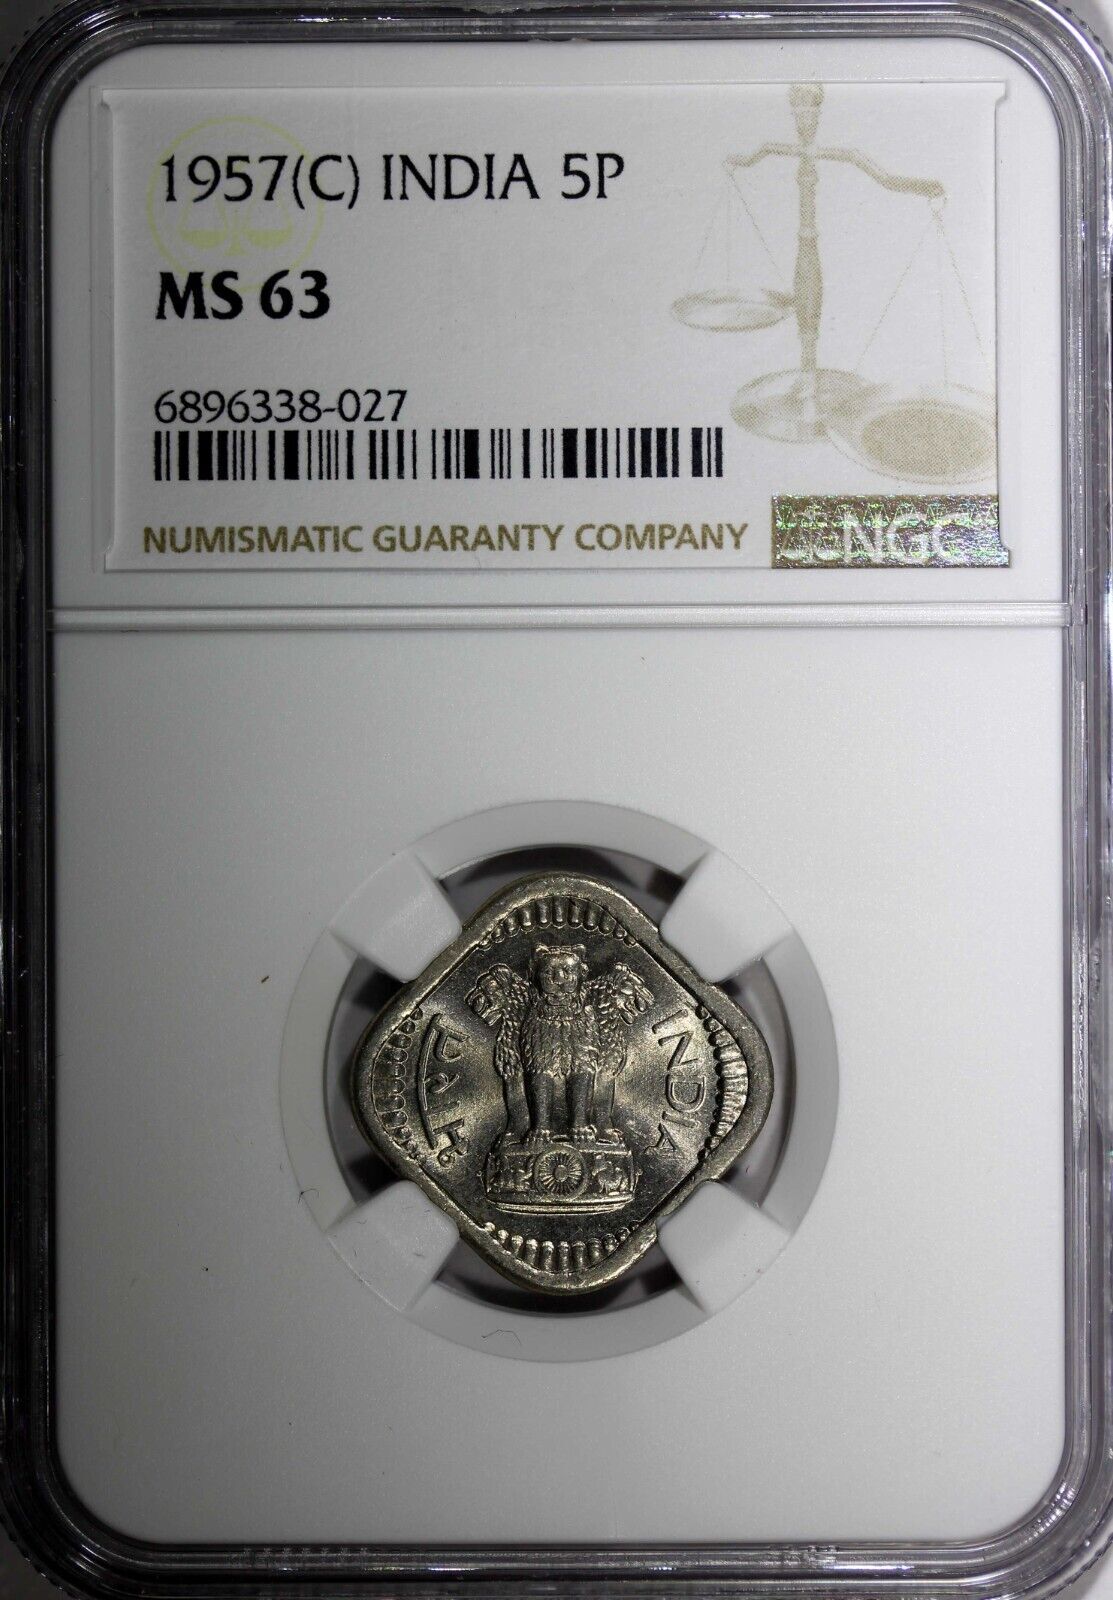 1957(C) INDIA 5P
MS 63
6896338-027
NUMISMATIC GUARANTY COMPANY
NGC
भारत
INDIA